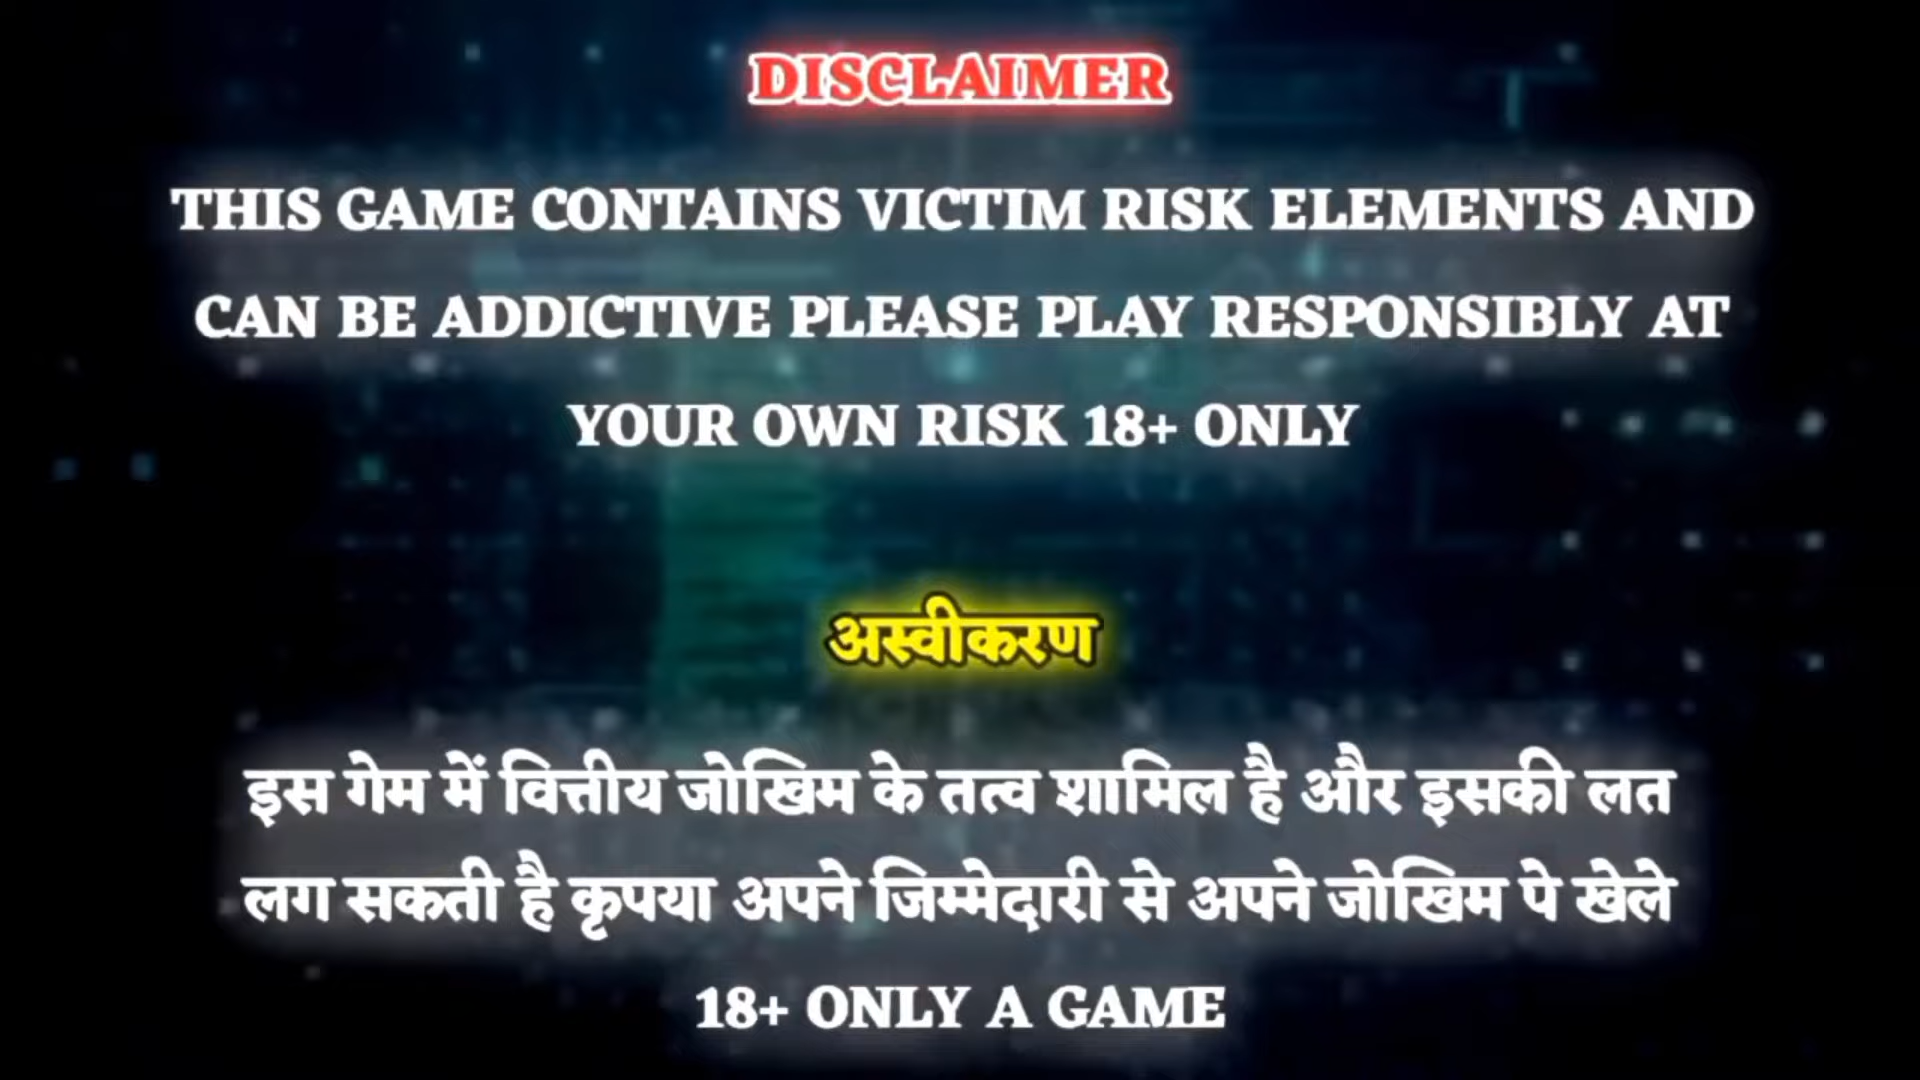 DISCLAIMER
THIS GAME CONTAINS VICTIM RISK ELEMENTS AND
CAN BE ADDICTIVE PLEASE PLAY RESPONSIBLY AT
YOUR OWN RISK 18+ ONLY
अस्वीकरण
इस गेम में वित्तीय जोखिम के तत्व शामिल है और इसकी लत
लग सकती है कृपया अपने जिम्मेदारी से अपने जोखिम पे खेले
18+ ONLY A GAME